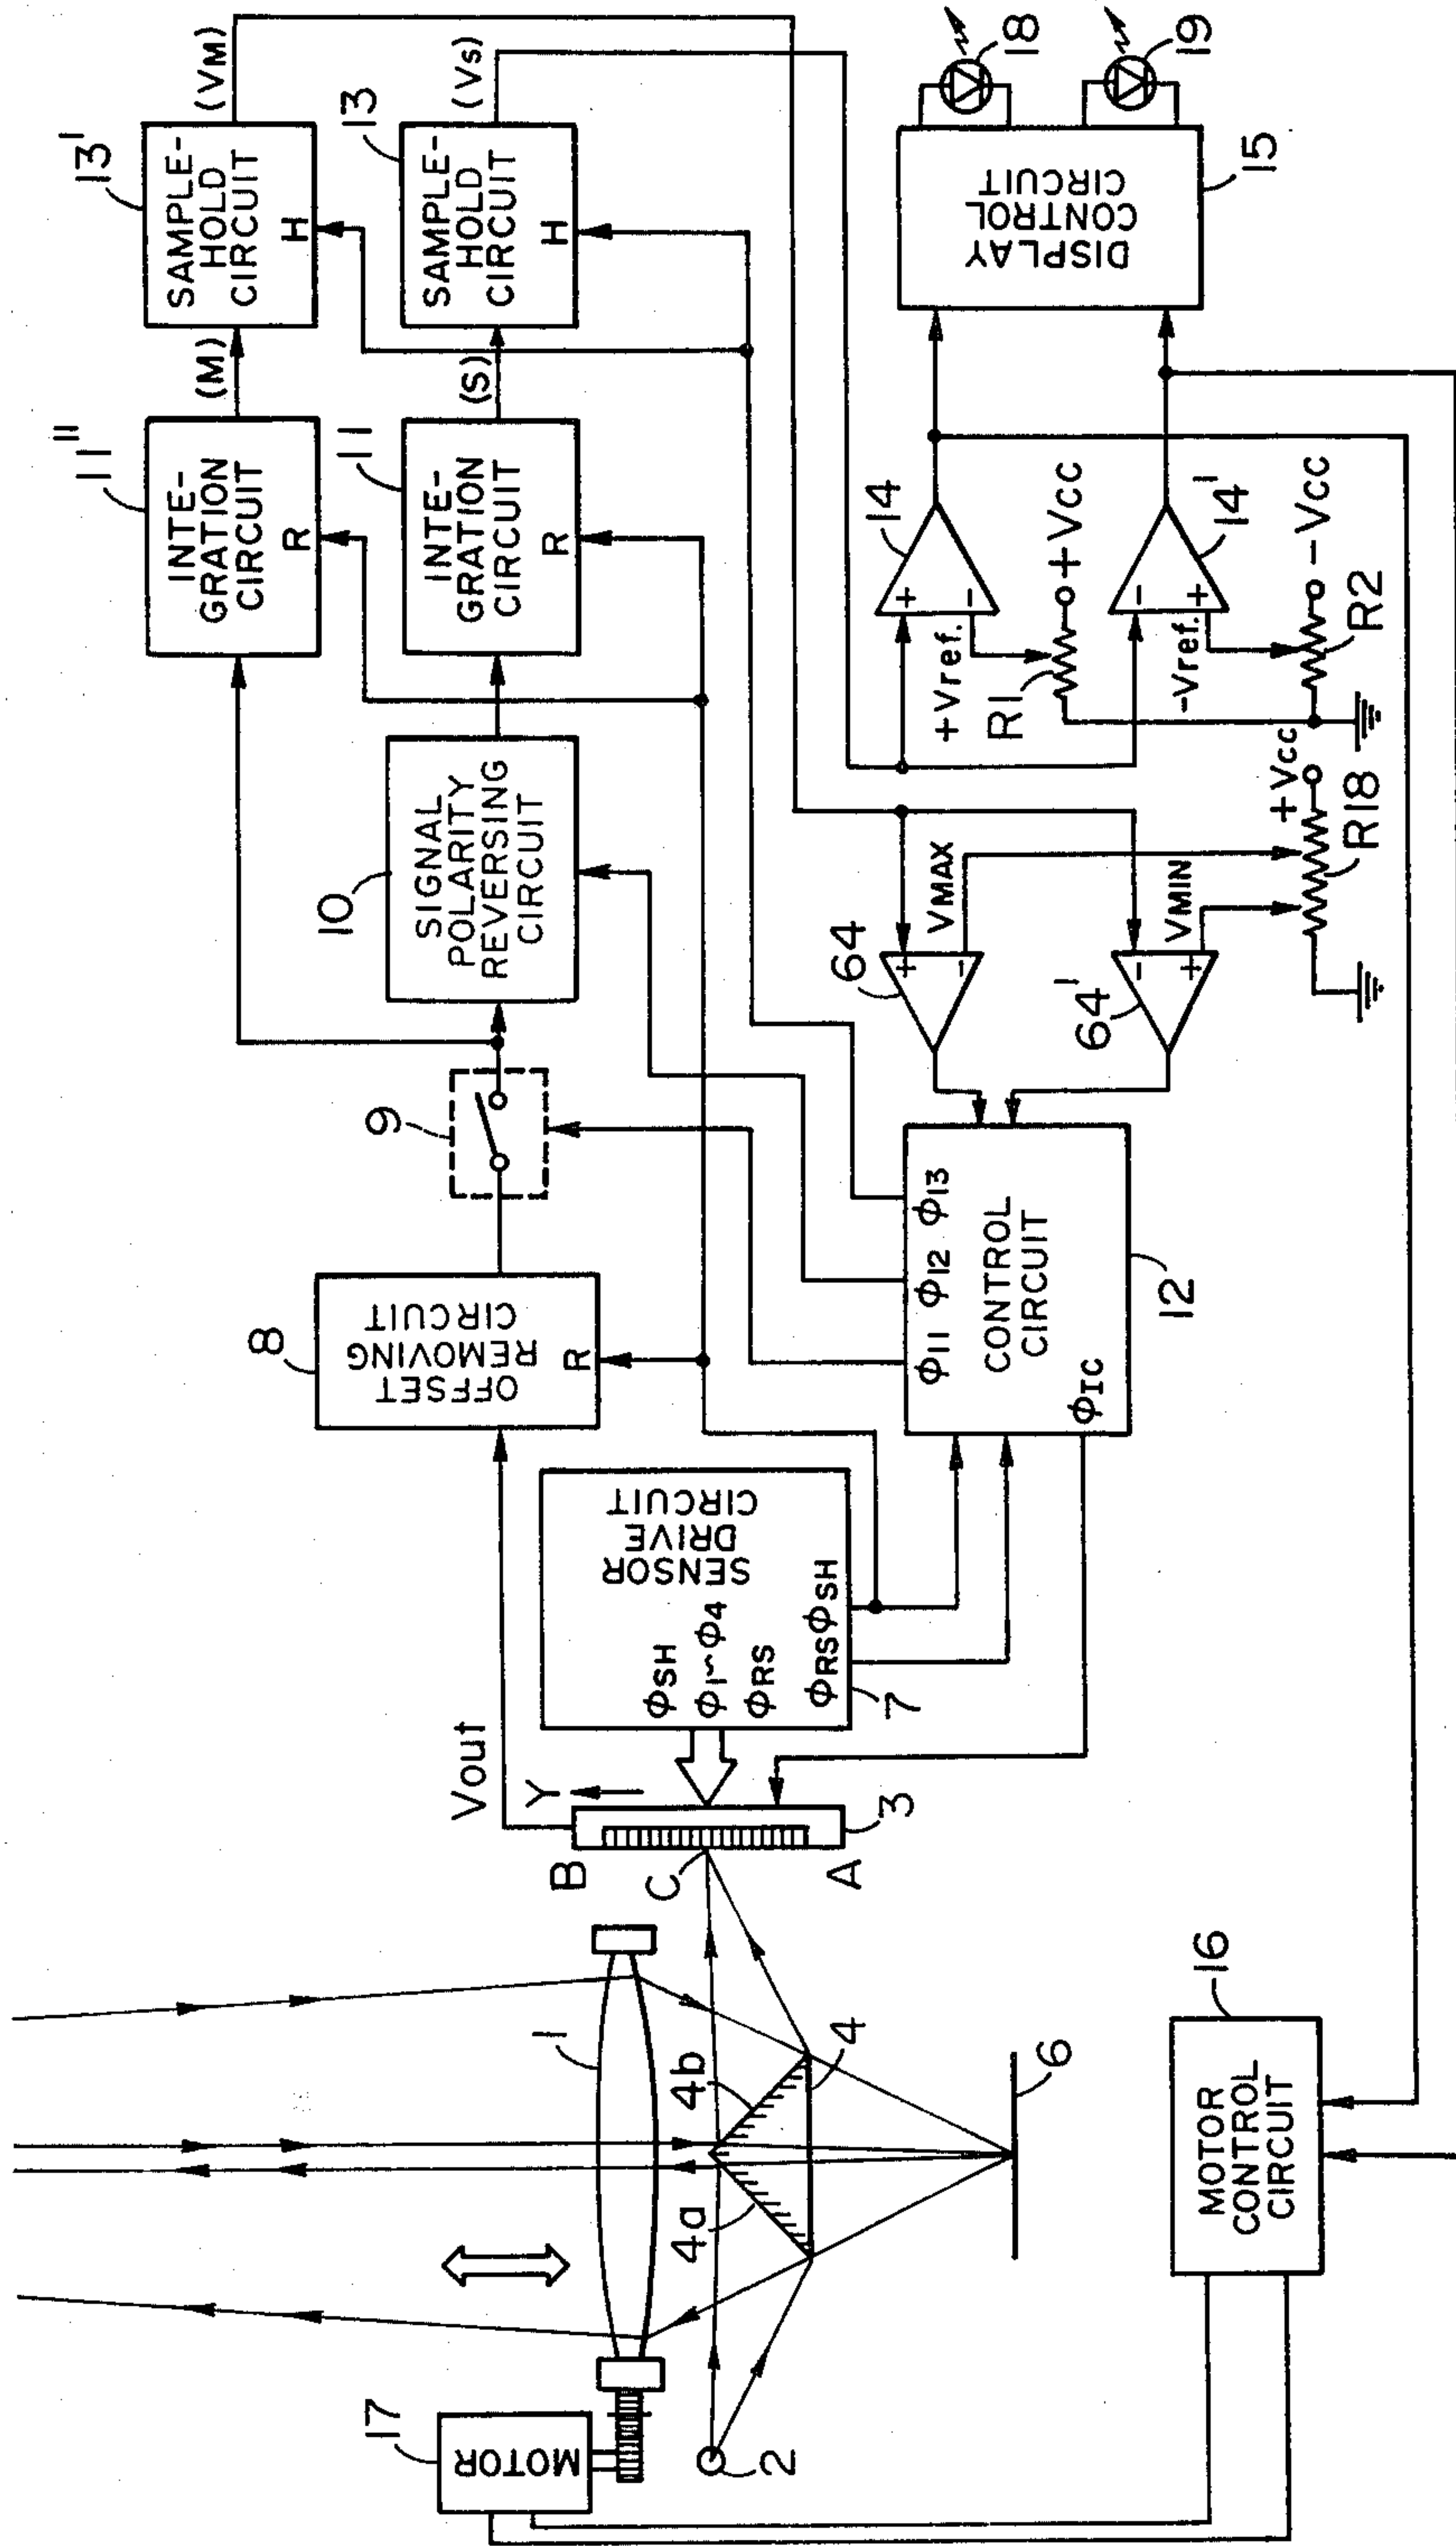 17
MOTOR
1
2
4a
4b
4
6
16
MOTOR
CONTROL
CIRCUIT
Vout
Y
B
C
A
3
SENSOR
DRIVE
CIRCUIT
ΦSH
Φ1~Φ4
ΦRS
ΦRS ΦSH
7
8
OFFSET
REMOVING
CIRCUIT
R
9
10
SIGNAL
POLARITY
REVERSING
CIRCUIT
11"
INTE-
GRATION
CIRCUIT
R
(M)
13'
SAMPLE-
HOLD
CIRCUIT
H
(VM)
11
INTE-
GRATION
CIRCUIT
R
(S)
13
SAMPLE-
HOLD
CIRCUIT
H
(Vs)
Φ11 Φ12 Φ13
CONTROL
CIRCUIT
ΦIC
12
64
+
-
VMAX
64'
-
+
VMIN
+Vcc
R18
14
+
-
+Vref.
R1
+Vcc
14'
-
+
-Vref.
-Vcc
R2
DISPLAY
CONTROL
CIRCUIT
15
18
19